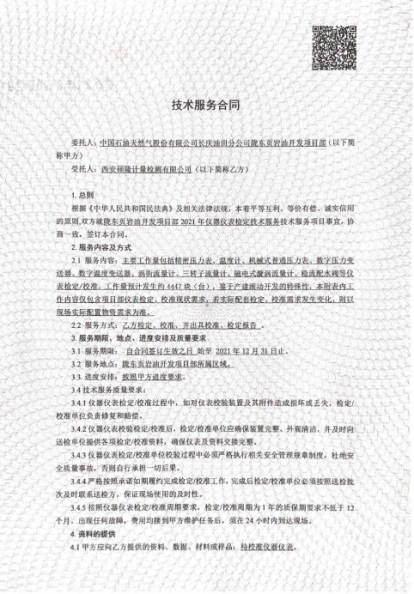 技术服务合同
委托人：中国石油天然气股份有限公司长庆油田分公司陇东页岩油开发项目部（以下简
称甲方）
受托人：西安硕隆计量检测有限公司（以下简称乙方）
1. 总则
根据《中华人民共和国民法典》及相关法律法规，本着平等互利、等价有偿、诚实信用
的原则,双方就陇东页岩油开发项目部 2021 年仪器仪表检定技术服务技术服务项目事宜，协
商一致，签订本合同。
2. 服务内容及方式
2.1 服务内容：主要工作量包括精密压力表、温度计、机械式普通压力表、数字压力变
送器、数字温度变送器、涡街流量计、三转子流量计、磁电式旋涡流量计、稳流配水阀等仪
表检定/校准。工作量预计发生约 4447 块（台），鉴于产建滚动开发的特殊性，本附表内工
作内容仅包含项目部仪表检定、校准现状需求，若实际配套检定、校准需求发生变化，则以
现场实际配置物资需求为准。
2.2 服务方式：乙方检定、校准，并出具校准、检定报告 。
3. 服务期限、地点、进度安排及质量要求
3.1 服务期限： 自合同签订生效之日 始至 2021 年 12 月 31 日止。
3.2 服务地点：陇东页岩油开发项目部所属区域。
3.3 进度安排：按照甲方进度要求。
3.4 技术服务质量要求：
3.4.1 仪器仪表检定/校准过程中，如对仪表校验装置及其附件造成损坏或丢失，检定/
校准单位负责修复和赔偿。
3.4.2 仪器仪表校验检定/校准后，检定/校准单位应确保装置完整、外观清洁，并及时向
送检单位提供各项检定/校准资料，确保仪表及资料交接完整。
3.4.3 仪器仪表检定/校准单位校验过程中必须严格执行相关安全管理规章制度，杜绝安
全质量事故，否则自行承担一切后果。
3.4.4 严格按照承诺如期履约完成检定/校准工作，完成后检定/校准单位必须按照送检批
次及时联系送检方，保证现场使用的及时性。
3.4.5 按照仪器仪表检定/校准周期要求，检定/校准周期为 1 年的质保期要求不低于 12
个月，出现任何故障，费用均接到甲方维护任务后，须在 24 小时内到达现场。
4. 资料的提供
4.1 甲方应向乙方提供的资料、数据、材料或样品：待校准仪器仪表。